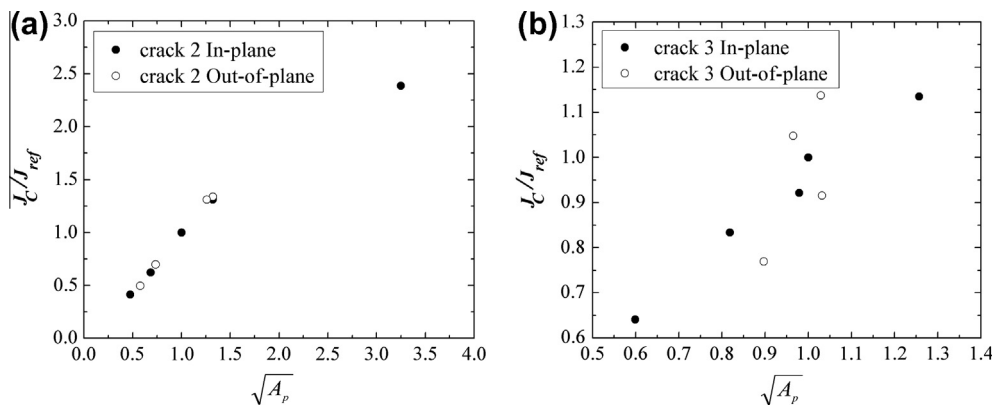 (a)
3.0
2.5
2.0
1.5
1.0
0.5
0.0
J_C/J_ref
crack 2 In-plane
crack 2 Out-of-plane
0.0 0.5 1.0 1.5 2.0 2.5 3.0 3.5 4.0
√A_p
(b)
1.3
1.2
1.1
1.0
0.9
0.8
0.7
0.6
J_C/J_ref
crack 3 In-plane
crack 3 Out-of-plane
0.5 0.6 0.7 0.8 0.9 1.0 1.1 1.2 1.3 1.4
√A_p